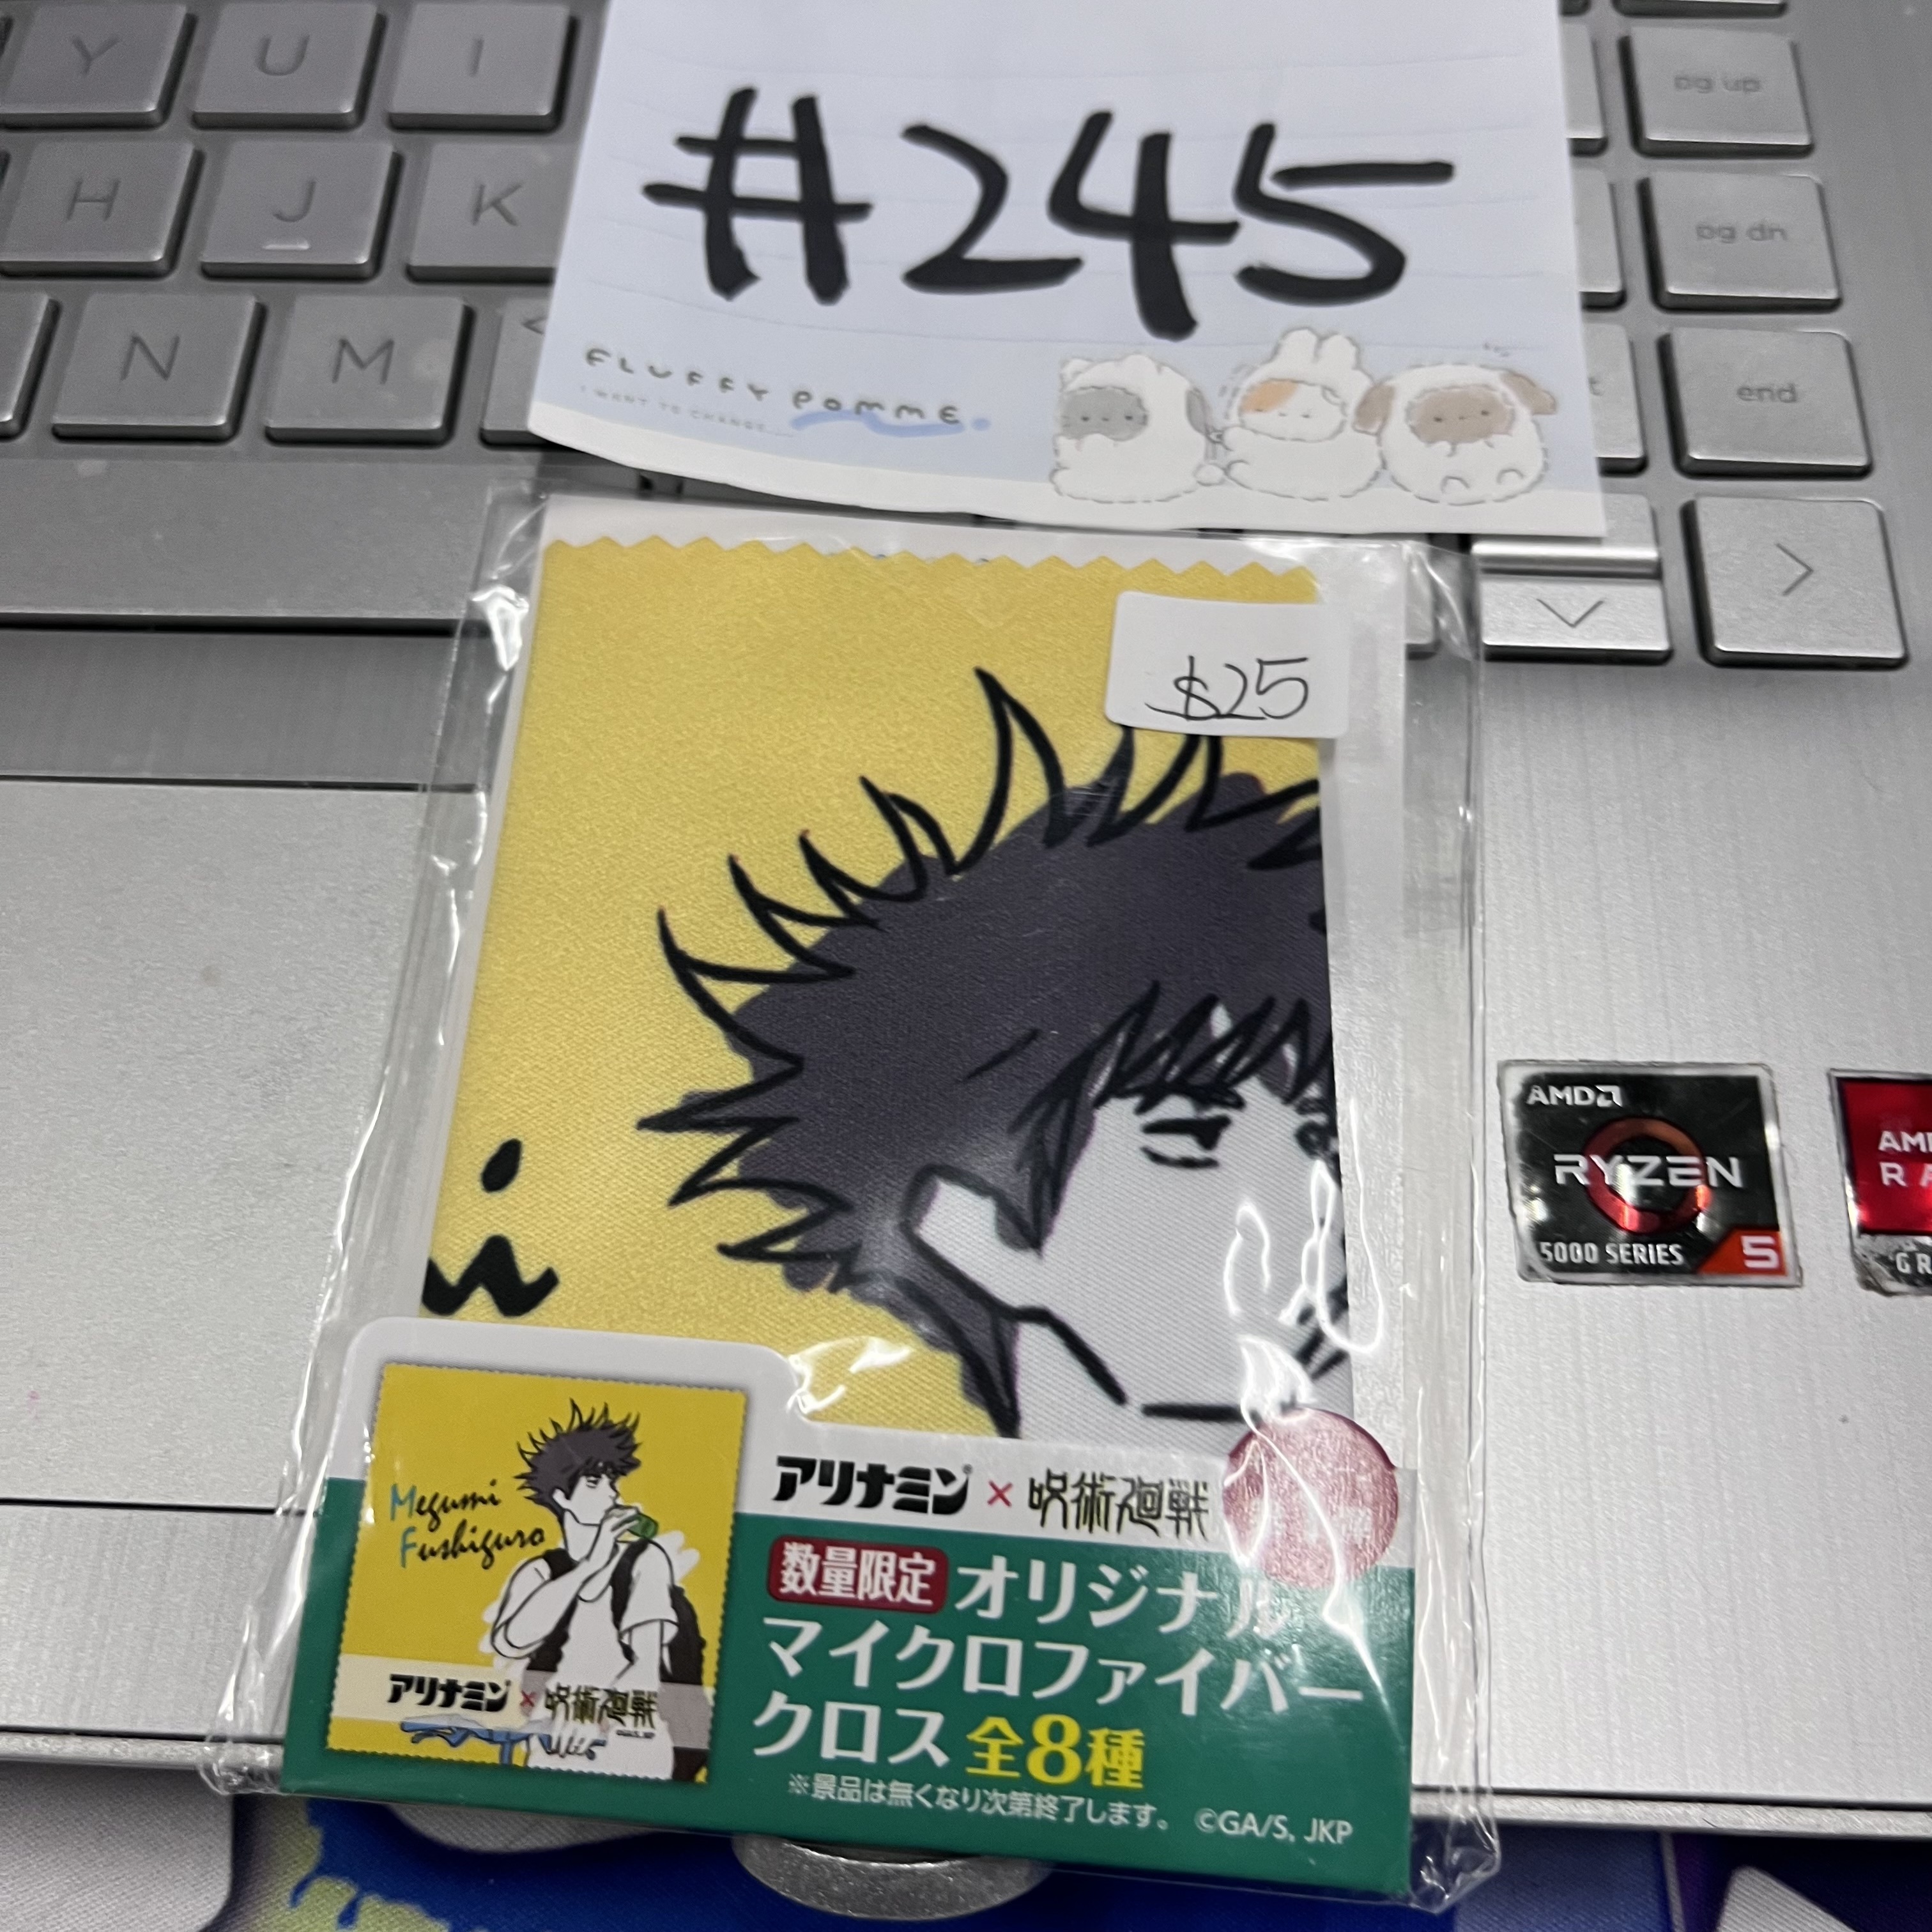 Y U I
pg up
#245
H J K
pg dn
N M <
end
FLUFFY POMME.
I WANT TO CHANGE....
>
$25
AMD
RYZEN
5000 SERIES 5
i
Megumi
Fushiguro
アリナミン × 呪術廻戦
アリナミン × 呪術廻戦
数量限定 オリジナル
マイクロファイバー
クロス 全8種
※景品は無くなり次第終了します。 ©GA/S, JKP